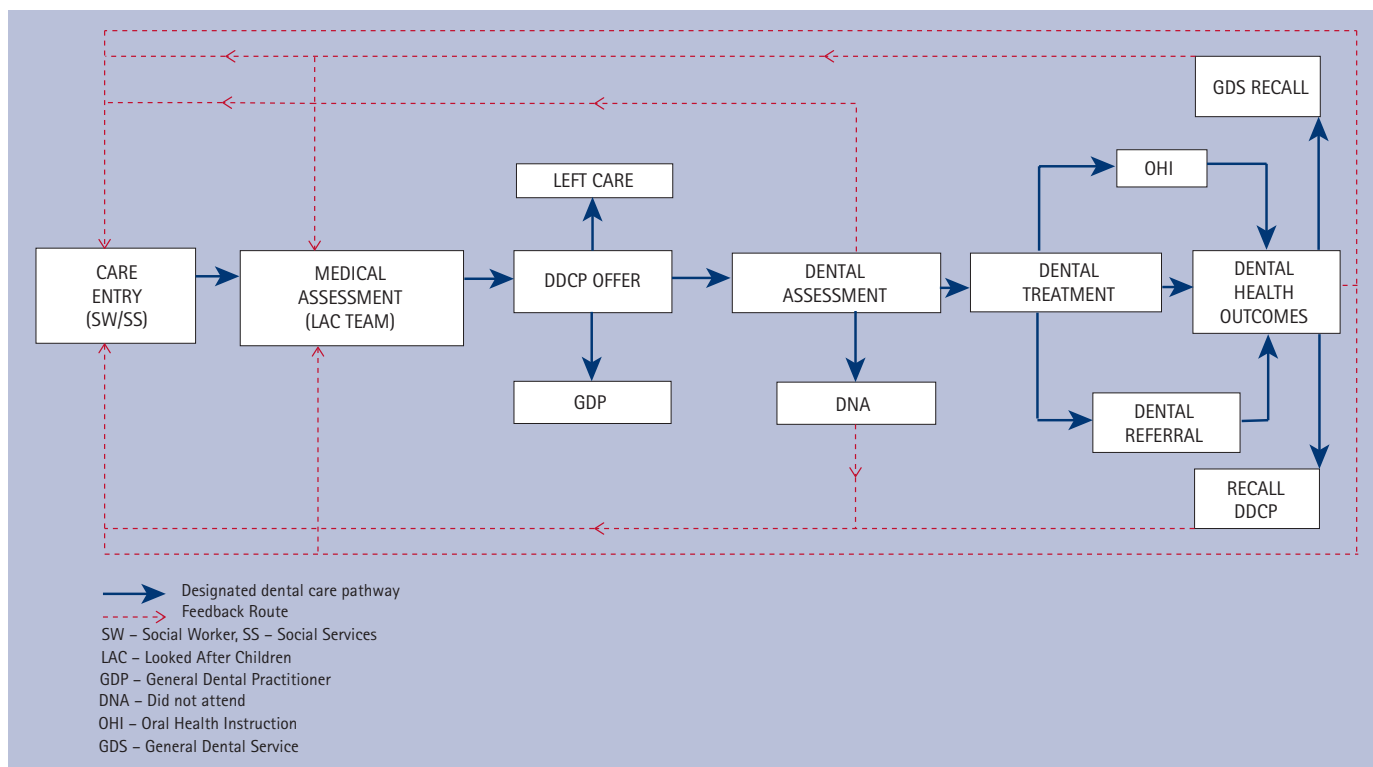 GDS RECALL
OHI
LEFT CARE
CARE
ENTRY
(SW/SS)
MEDICAL
ASSESSMENT
(LAC TEAM)
DDCP OFFER
DENTAL
ASSESSMENT
DENTAL
TREATMENT
DENTAL
HEALTH
OUTCOMES
GDP
DNA
DENTAL
REFERRAL
RECALL
DDCP
Designated dental care pathway
Feedback Route
SW – Social Worker, SS – Social Services
LAC – Looked After Children
GDP – General Dental Practitioner
DNA – Did not attend
OHI – Oral Health Instruction
GDS – General Dental Service